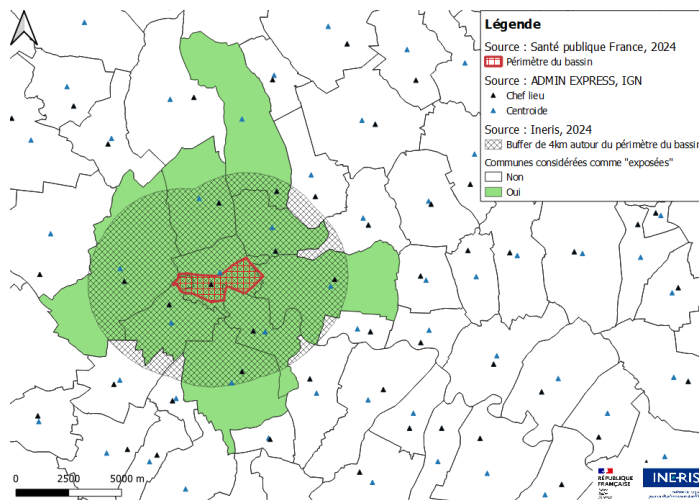 Légende
Source : Santé publique France, 2024
Périmètre du bassin
Source : ADMIN EXPRESS, IGN
Chef lieu
Centroide
Source : Ineris, 2024
Buffer de 4km autour du périmètre du bassin
Communes considérées comme "exposées"
Non
Oui
0 2500 5000 m
RÉPUBLIQUE
FRANÇAISE
INERIS